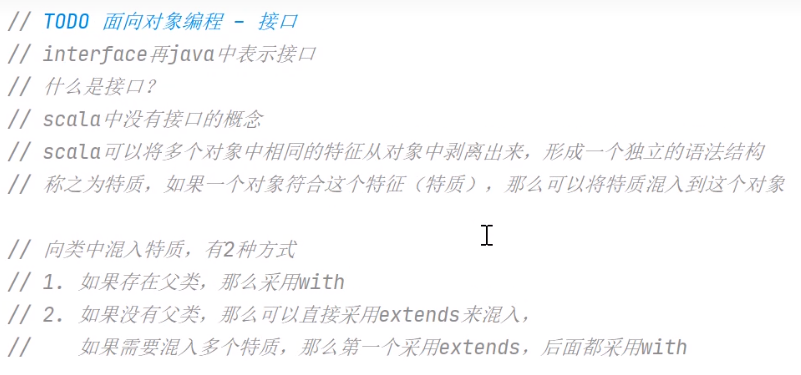 // TODO 面向对象编程 - 接口
// interface再java中表示接口
// 什么是接口?
// scala中没有接口的概念
// scala可以将多个对象中相同的特征从对象中剥离出来，形成一个独立的语法结构
// 称之为特质，如果一个对象符合这个特征（特质），那么可以将特质混入到这个对象
// 向类中混入特质，有2种方式
// 1. 如果存在父类，那么采用with
// 2. 如果没有父类，那么可以直接采用extends来混入，
//    如果需要混入多个特质，那么第一个采用extends，后面都采用with